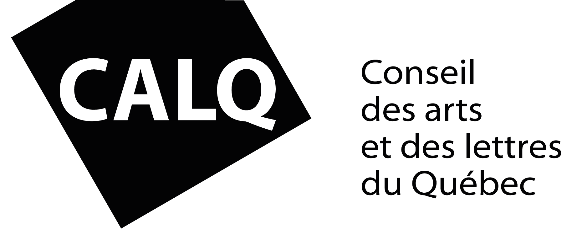 CALQ
Conseil
des arts
et des lettres
du Québec